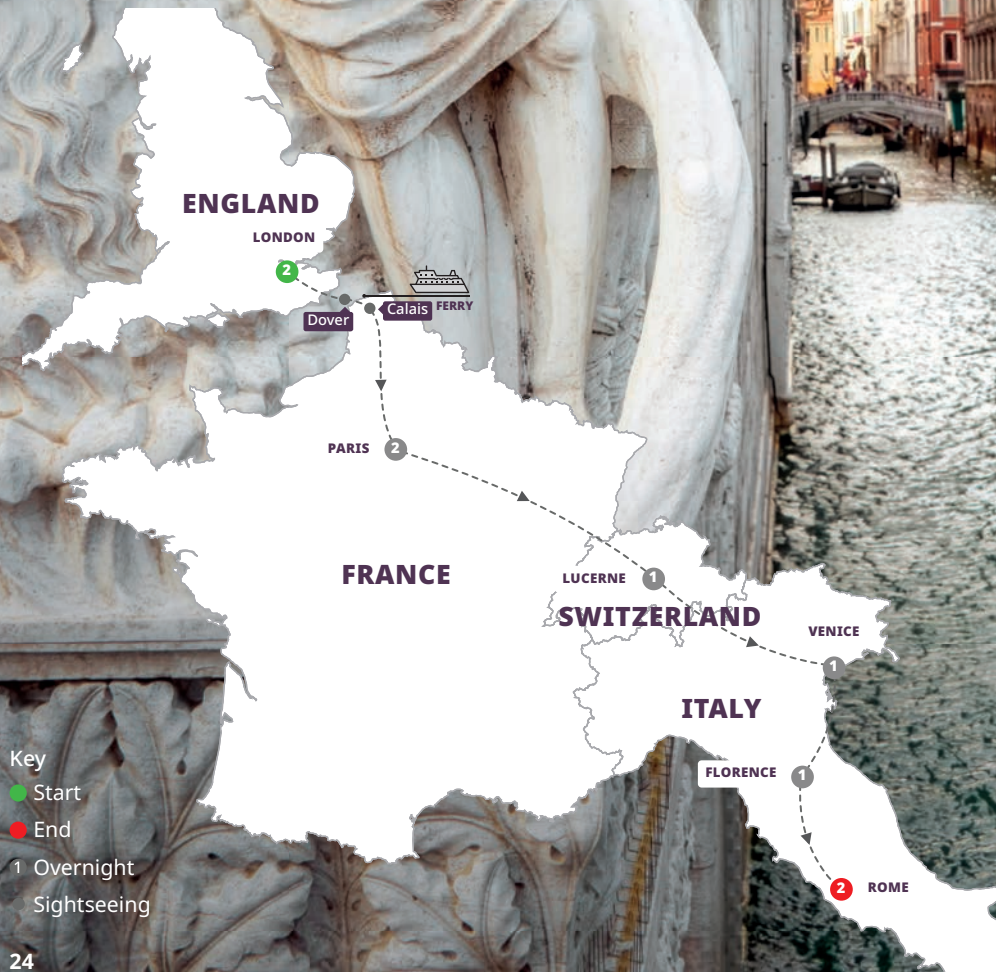 ENGLAND
LONDON
2
Dover
Calais
FERRY
PARIS
2
FRANCE
LUCERNE
1
SWITZERLAND
VENICE
1
ITALY
FLORENCE
1
2
ROME
Key
Start
End
1 Overnight
Sightseeing
24